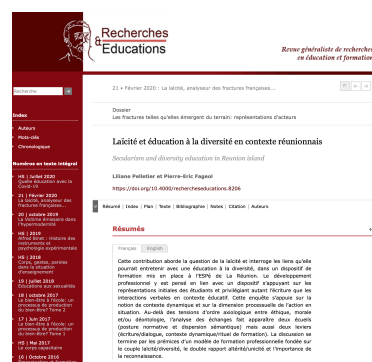 Recherches
&Educations
Revue généraliste de recherches
en éducation et formation
Recherche
21 • Février 2020 : La laïcité, analyseur des fractures françaises...
Index
Auteurs
Mots-clés
Chronologique
Numéros en texte intégral
HS | Juillet 2020
Quelle éducation avec la
Covid-19
21 | Février 2020
La laïcité, analyseur des
fractures françaises…
20 | octobre 2019
La Victime émissaire dans
l'hypermodernité
HS | 2019
Alfred Binet : Histoire des
instruments et
psychologie expérimentale
HS | 2018
Corps, gestes, paroles
dans la situation
d'enseignement
19 | juillet 2018
Éducations aux sexualités
18 | octobre 2017
Le bien-être à l'école: un
processus de production
du bien-être? Tome 2
17 | Juin 2017
Le bien-être à l'école: un
processus de production
du bien-être? Tome 1
HS | Mai 2017
Le corps capacitaire
16 | Octobre 2016
Dossier
Les fractures telles qu'elles émergent du terrain: représentations d'acteurs
Laïcité et éducation à la diversité en contexte réunionnais
Secularism and diversity education in Reunion island
Liliane Pelletier et Pierre-Eric Fageol
https://doi.org/10.4000/rechercheseducations.8206
Résumé | Index | Plan | Texte | Bibliographie | Notes | Citation | Auteurs
Résumés
Français English
Cette contribution aborde la question de la laïcité et interroge les liens qu'elle
pourrait entretenir avec une éducation à la diversité, dans un dispositif de
formation mis en place à l'ESPE de La Réunion. Le développement
professionnel y est pensé en lien avec un dispositif s'appuyant sur les
représentations initiales des étudiants et privilégiant autant l'écriture que les
interactions verbales en contexte éducatif. Cette enquête s'appuie sur la
notion de contexte dynamique et sur la dimension processuelle de l'action en
situation. Au-delà des tensions d'ordre axiologique entre éthique, morale
et/ou déontologie, l'analyse des échanges fait apparaître deux écueils
(posture normative et dispersion sémantique) mais aussi deux leviers
(écriture/dialogue, contexte dynamique/rituel de formation). La discussion se
termine par les prémices d'un modèle de formation professionnelle fondée sur
le couple laïcité/diversité, le double rapport altérité/unicité et l'importance de
la reconnaissance.